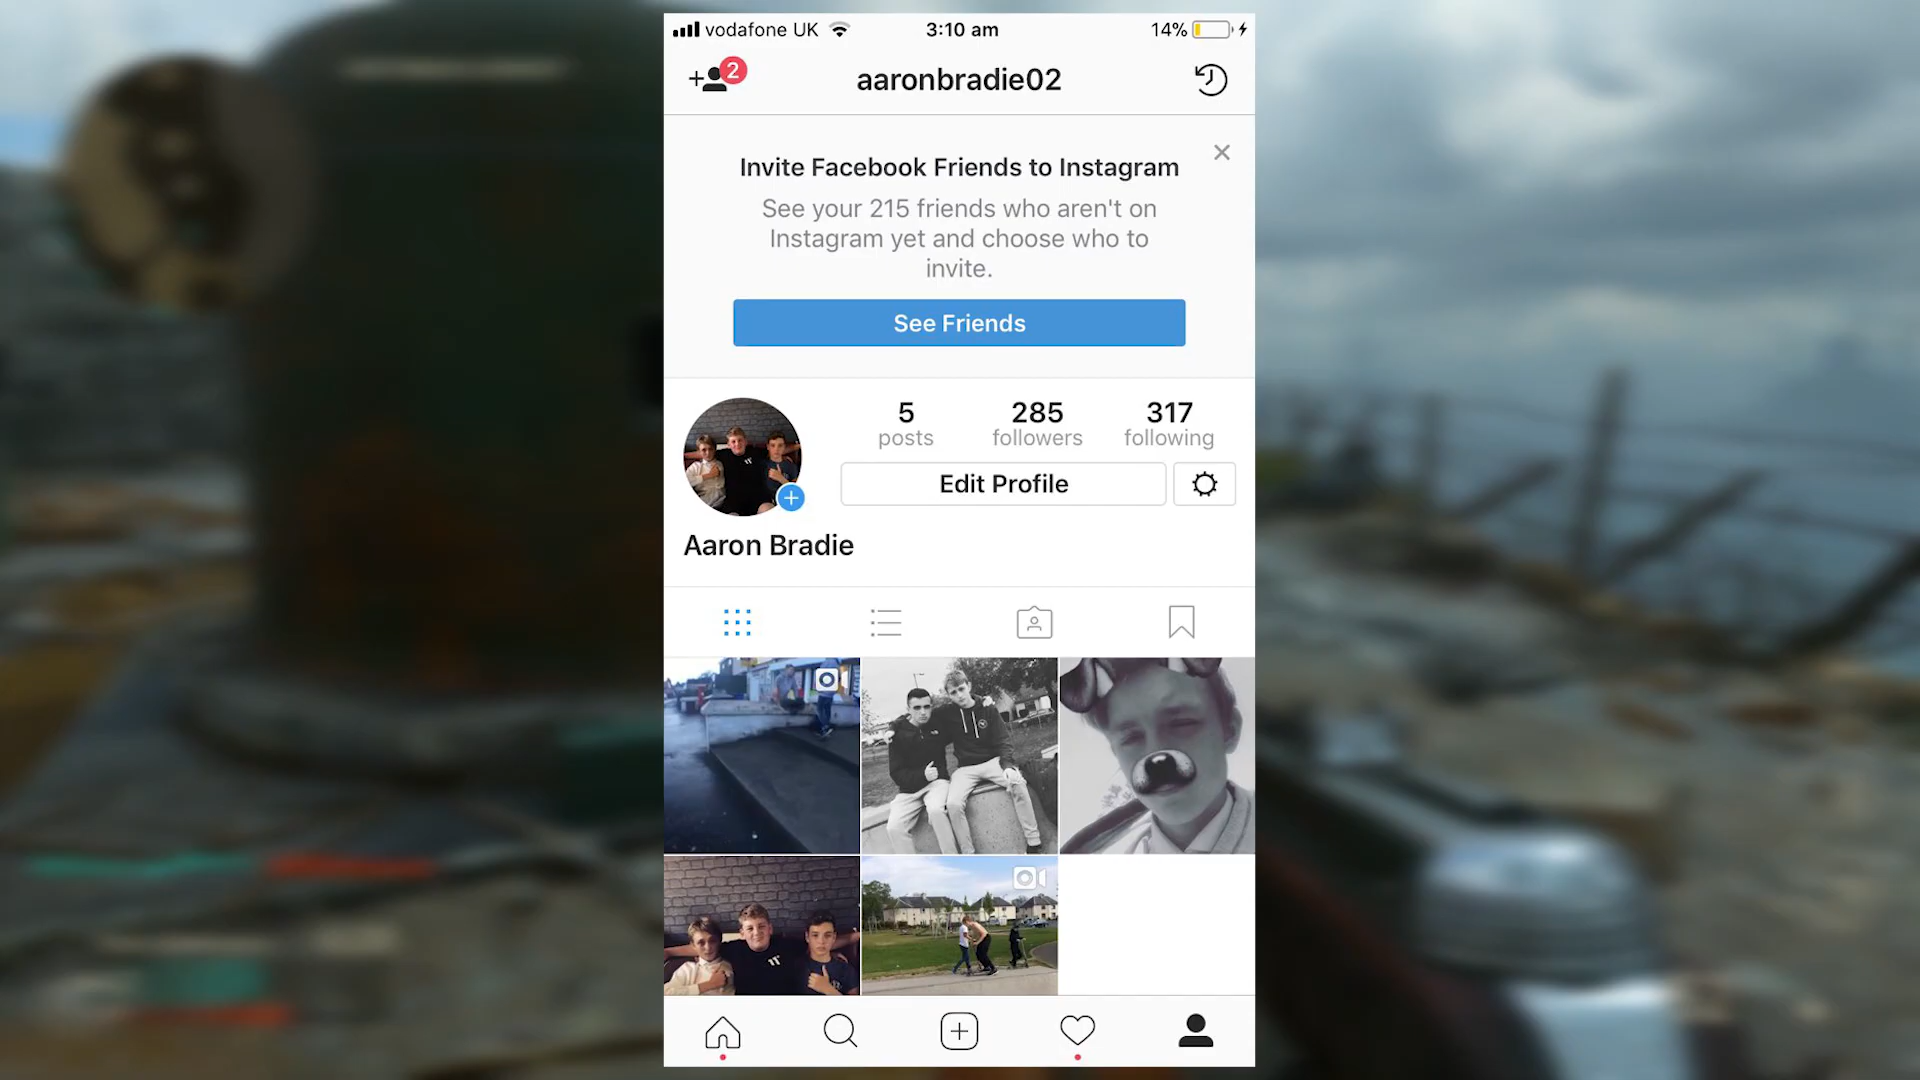 vodafone UK
3:10 am
14%
2
aaronbradie02
Invite Facebook Friends to Instagram
See your 215 friends who aren't on
Instagram yet and choose who to
invite.
See Friends
5
posts
285
followers
317
following
Edit Profile
Aaron Bradie